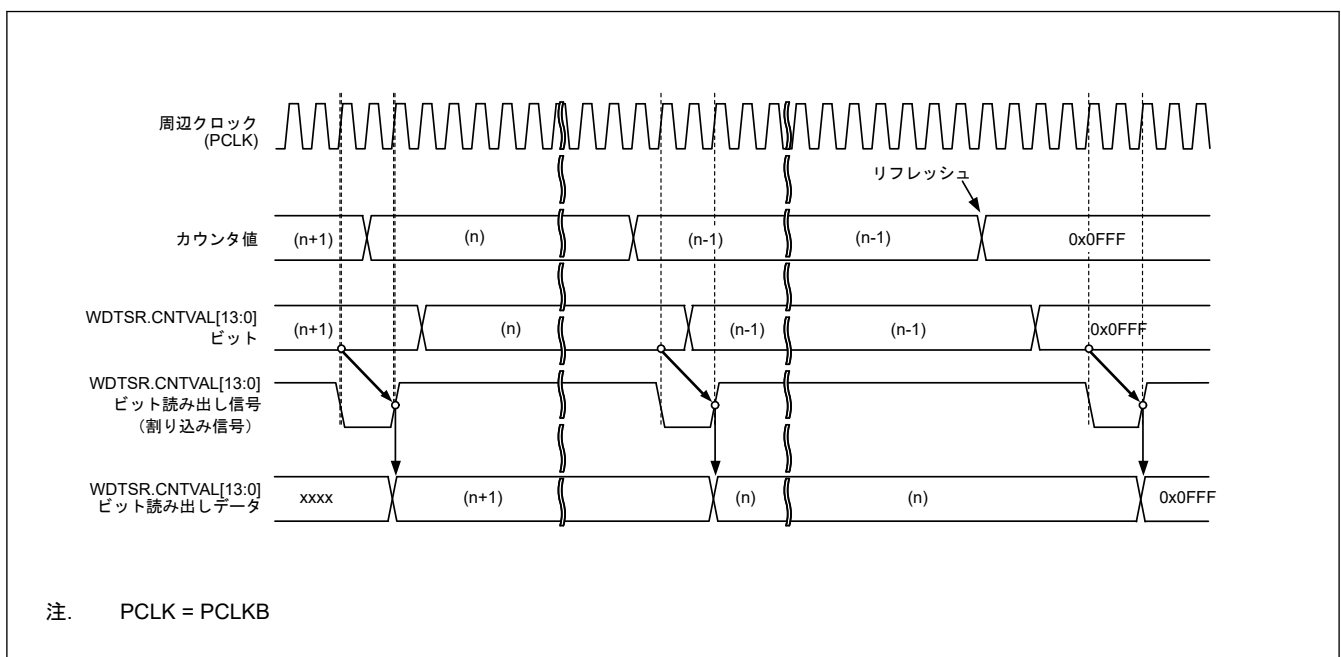 周辺クロック
(PCLK)
リフレッシュ
カウンタ値
(n+1)
(n)
(n-1)
(n-1)
0x0FFF
WDTSR.CNTVAL[13:0]
ビット
(n+1)
(n)
(n-1)
(n-1)
0x0FFF
WDTSR.CNTVAL[13:0]
ビット読み出し信号
（割り込み信号）
WDTSR.CNTVAL[13:0]
ビット読み出しデータ
xxxx
(n+1)
(n)
(n)
0x0FFF
注. PCLK = PCLKB